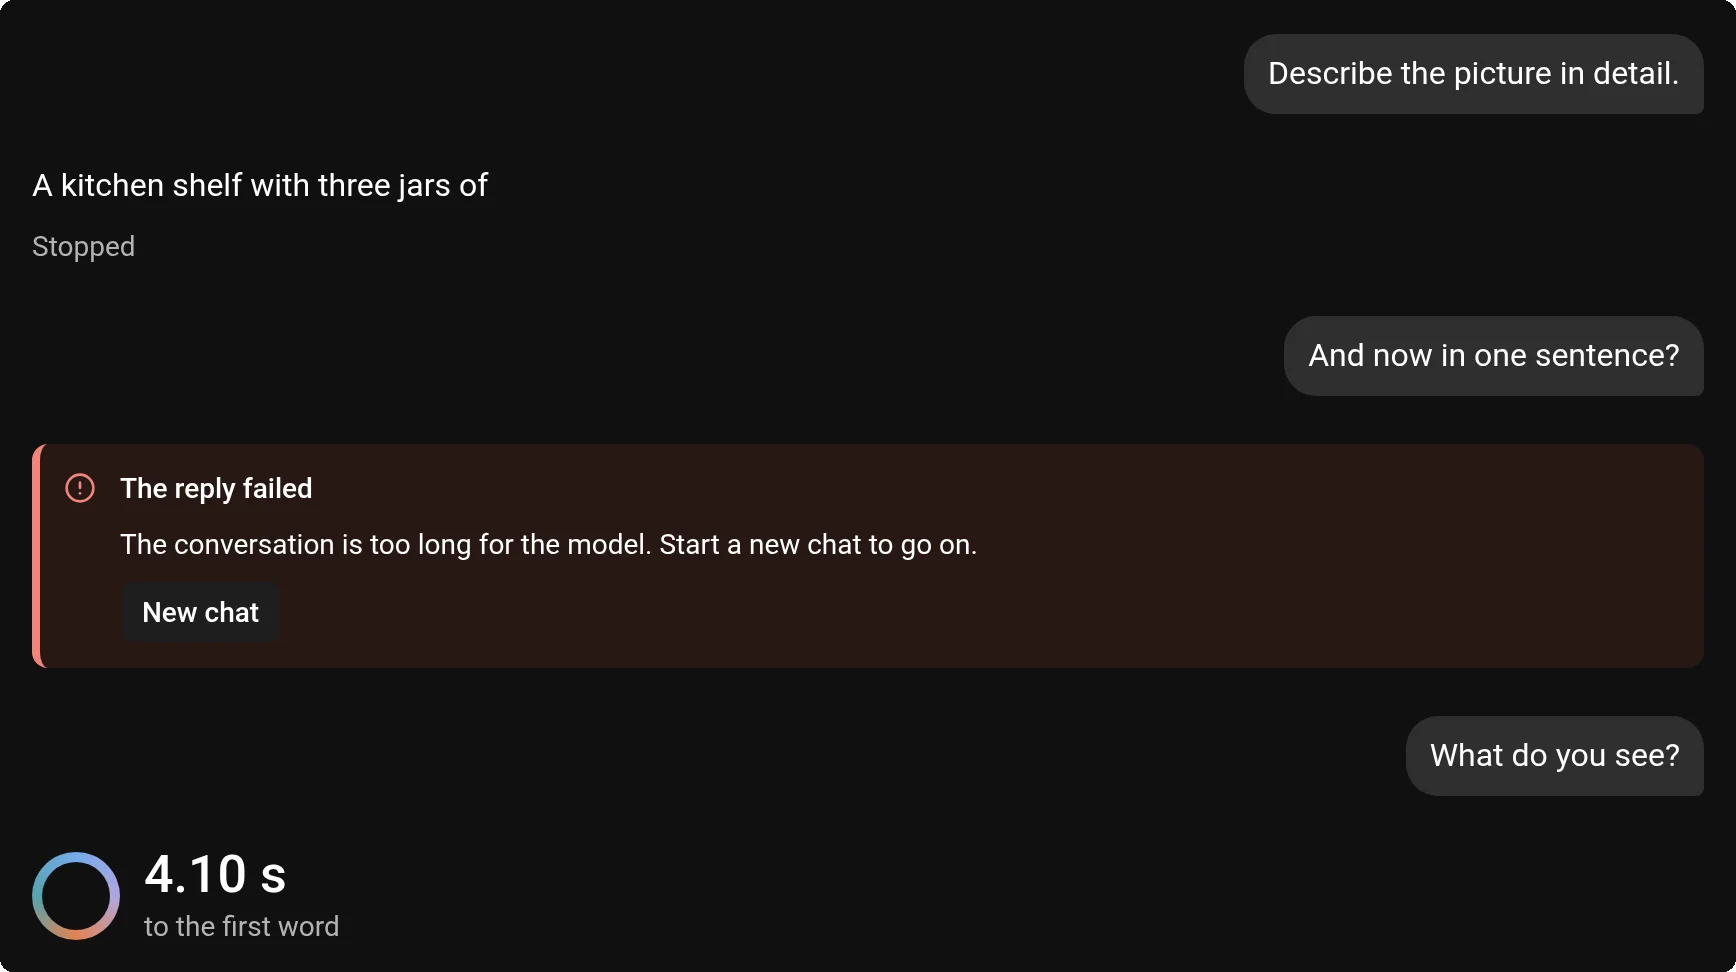 Describe the picture in detail.
A kitchen shelf with three jars of
Stopped
And now in one sentence?
The reply failed
The conversation is too long for the model. Start a new chat to go on.
New chat
What do you see?
4.10 s
to the first word